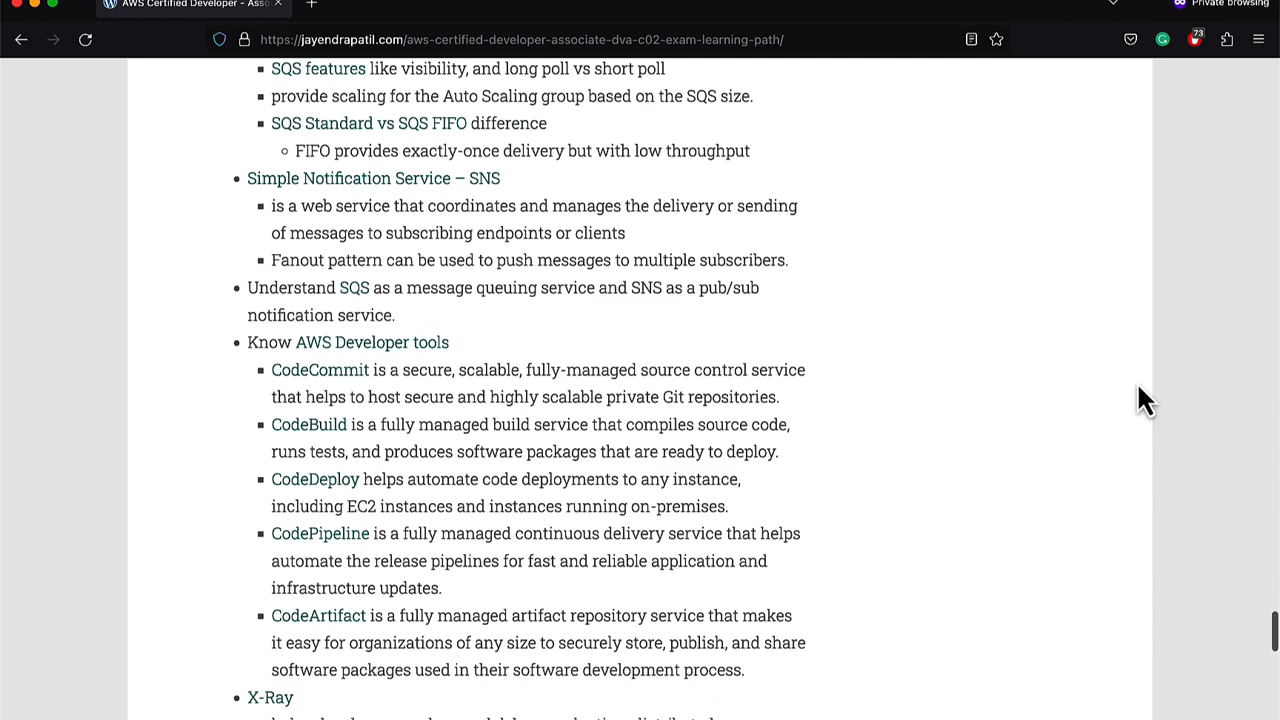 AWS Certified Developer - Asso
Private browsing
https://jayendrapatil.com/aws-certified-developer-associate-dva-c02-exam-learning-path/
73
SQS features like visibility, and long poll vs short poll
provide scaling for the Auto Scaling group based on the SQS size.
SQS Standard vs SQS FIFO difference
FIFO provides exactly-once delivery but with low throughput
Simple Notification Service – SNS
is a web service that coordinates and manages the delivery or sending
of messages to subscribing endpoints or clients
Fanout pattern can be used to push messages to multiple subscribers.
Understand SQS as a message queuing service and SNS as a pub/sub
notification service.
Know AWS Developer tools
CodeCommit is a secure, scalable, fully-managed source control service
that helps to host secure and highly scalable private Git repositories.
CodeBuild is a fully managed build service that compiles source code,
runs tests, and produces software packages that are ready to deploy.
CodeDeploy helps automate code deployments to any instance,
including EC2 instances and instances running on-premises.
CodePipeline is a fully managed continuous delivery service that helps
automate the release pipelines for fast and reliable application and
infrastructure updates.
CodeArtifact is a fully managed artifact repository service that makes
it easy for organizations of any size to securely store, publish, and share
software packages used in their software development process.
X-Ray